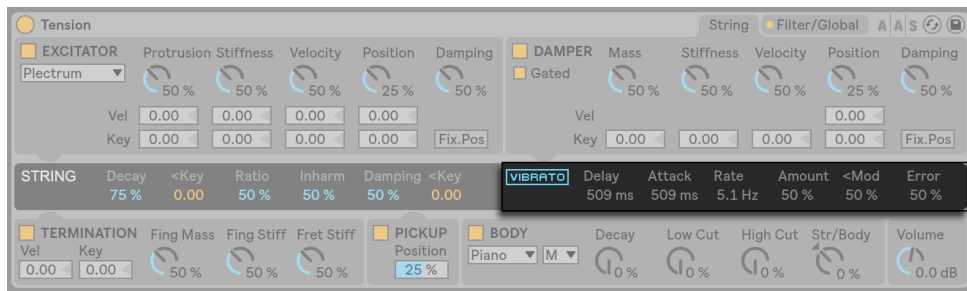 Tension String Filter/Global A A S
EXCITATOR Protrusion Stiffness Velocity Position Damping
Plectrum
50 % 50 % 50 % 25 % 50 %
Vel 0.00 0.00 0.00 0.00
Key 0.00 0.00 0.00 0.00 Fix.Pos
DAMPER Mass Stiffness Velocity Position Damping
Gated
50 % 50 % 50 % 25 % 50 %
Vel 0.00
Key 0.00 0.00 0.00 0.00 Fix.Pos
STRING Decay <Key Ratio Inharm Damping <Key
75 % 0.00 50 % 50 % 50 % 0.00
VIBRATO Delay Attack Rate Amount <Mod Error
509 ms 509 ms 5.1 Hz 50 % 50 % 50 %
TERMINATION Fing Mass Fing Stiff Fret Stiff
Vel Key
0.00 0.00 50 % 50 % 50 %
PICKUP
Position
25 %
BODY Decay Low Cut High Cut Str/Body
Piano M
0 % 0 % 0 % 0 %
Volume
0.0 dB